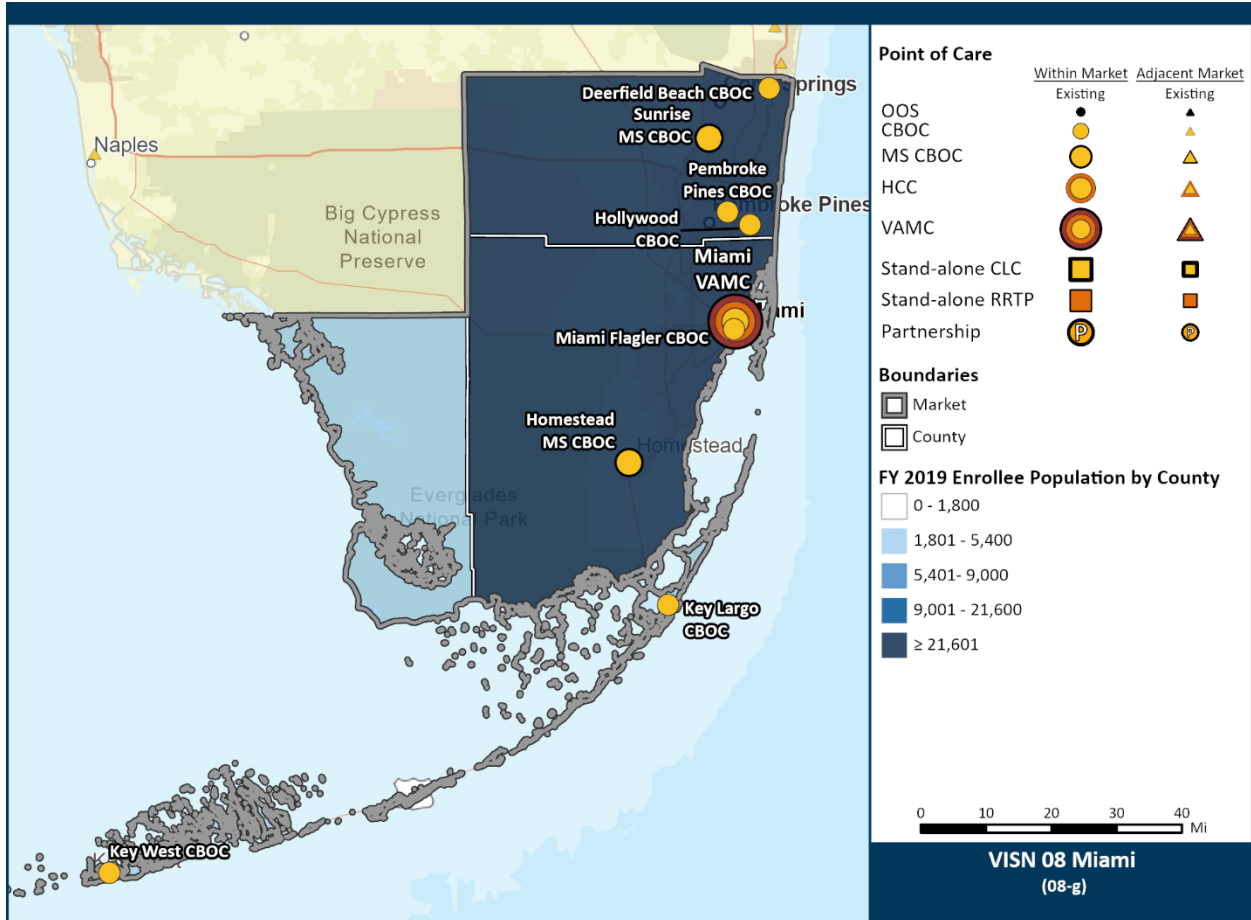 Deerfield Beach CBOC
Springs
Sunrise
MS CBOC
Naples
Pembroke
Pines CBOC
Pembroke Pines
Big Cypress
National
Preserve
Hollywood
CBOC
Miami
VAMC
Miami Flagler CBOC
Homestead
MS CBOC
Homestead
Everglades
National Park
Key Largo
CBOC
Key West CBOC
Point of Care
Within Market Adjacent Market
Existing Existing
OOS
CBOC
MS CBOC
HCC
VAMC
Stand-alone CLC
Stand-alone RRTP
Partnership P P
Boundaries
Market
County
FY 2019 Enrollee Population by County
0 - 1,800
1,801 - 5,400
5,401- 9,000
9,001 - 21,600
≥ 21,601
0 10 20 30 40
Mi
VISN 08 Miami
(08-g)